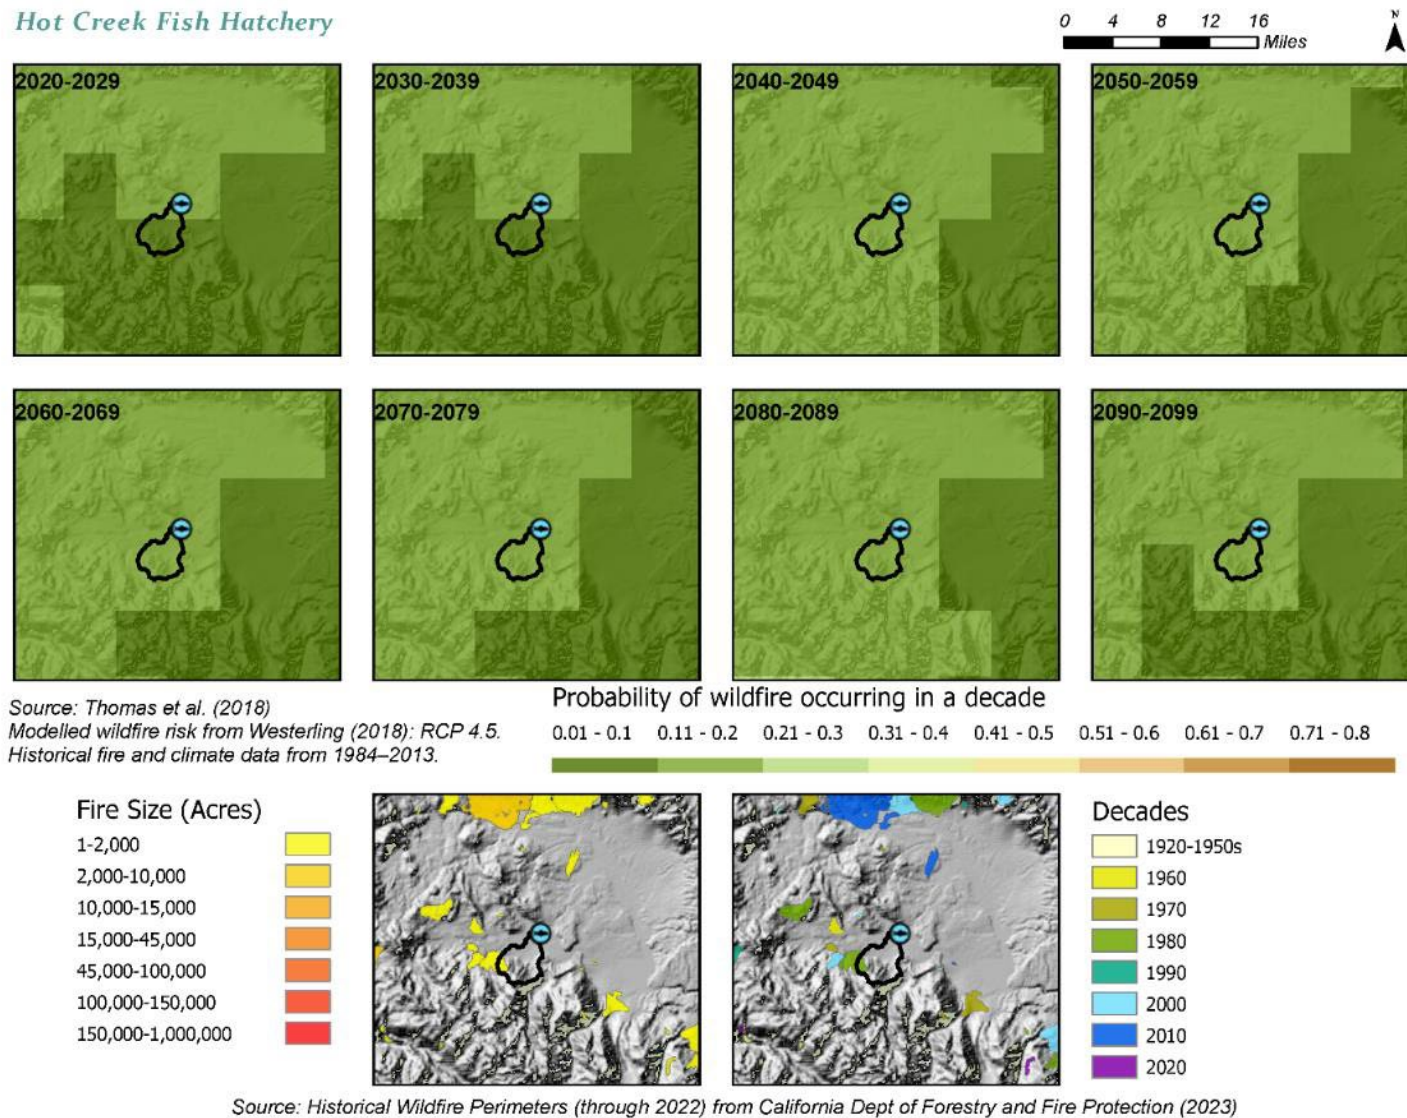 Hot Creek Fish Hatchery
0 4 8 12 16
Miles
N
2020-2029
2030-2039
2040-2049
2050-2059
2060-2069
2070-2079
2080-2089
2090-2099
Source: Thomas et al. (2018)
Modelled wildfire risk from Westerling (2018): RCP 4.5.
Historical fire and climate data from 1984–2013.
Probability of wildfire occurring in a decade
0.01 - 0.1 0.11 - 0.2 0.21 - 0.3 0.31 - 0.4 0.41 - 0.5 0.51 - 0.6 0.61 - 0.7 0.71 - 0.8
Fire Size (Acres)
1-2,000
2,000-10,000
10,000-15,000
15,000-45,000
45,000-100,000
100,000-150,000
150,000-1,000,000
Decades
1920-1950s
1960
1970
1980
1990
2000
2010
2020
Source: Historical Wildfire Perimeters (through 2022) from California Dept of Forestry and Fire Protection (2023)